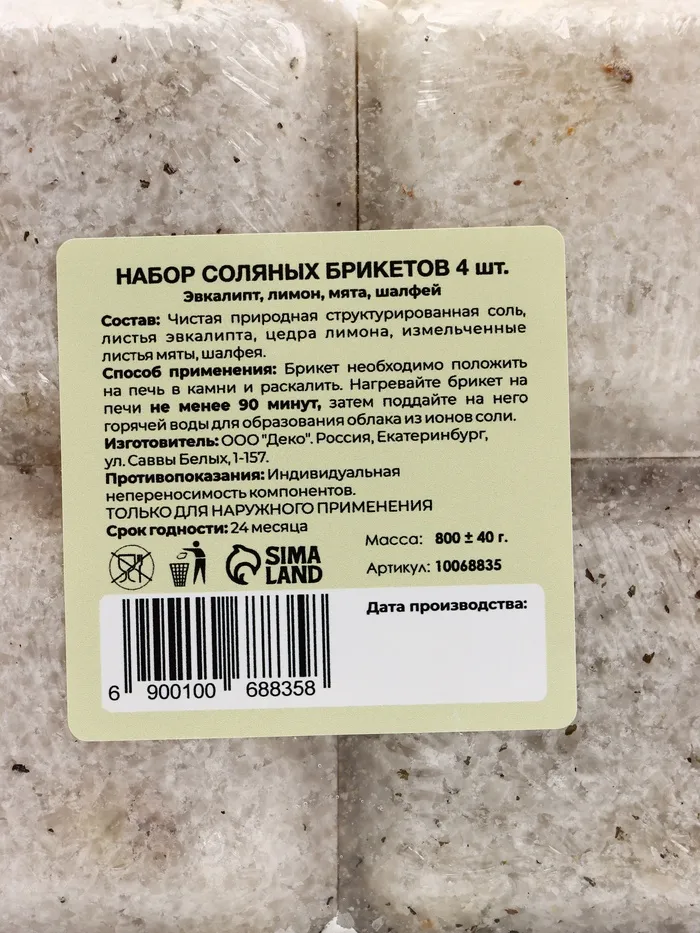 НАБОР СОЛЯНЫХ БРИКЕТОВ 4 шт.
Эвкалипт, лимон, мята, шалфей
Состав: Чистая природная структурированная соль,
листья эвкалипта, цедра лимона, измельченные
листья мяты, шалфея.
Способ применения: Брикет необходимо положить
на печь в камни и раскалить. Нагревайте брикет на
печи не менее 90 минут, затем поддайте на него
горячей воды для образования облака из ионов соли.
Изготовитель: ООО "Деко". Россия, Екатеринбург,
ул. Саввы Белых, 1-157.
Противопоказания: Индивидуальная
непереносимость компонентов.
ТОЛЬКО ДЛЯ НАРУЖНОГО ПРИМЕНЕНИЯ
Срок годности: 24 месяца
SIMA
LAND
Масса: 800 ± 40 г.
Артикул: 10068835
Дата производства:
6 900100 688358